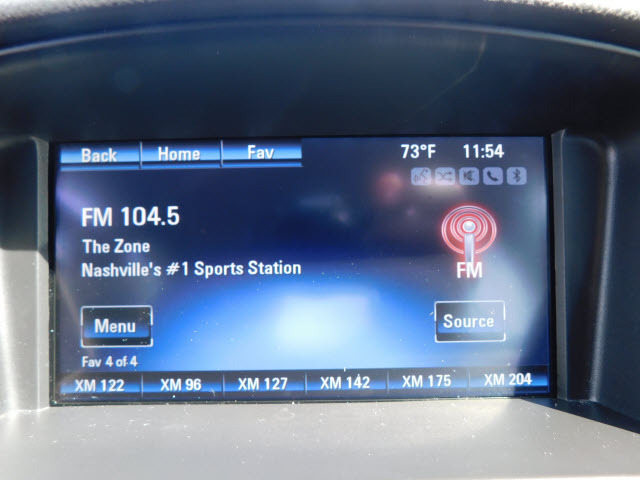 Back Home Fav 73°F 11:54
FM 104.5
The Zone
Nashville's #1 Sports Station
FM
Menu Source
Fav 4 of 4
XM 122 XM 96 XM 127 XM 142 XM 175 XM 204